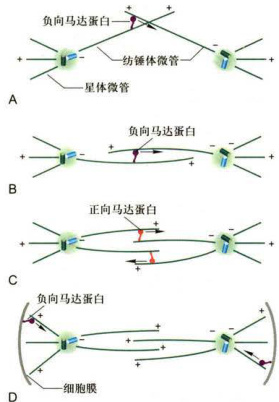 负向马达蛋白
+ +
纺锤体微管
+ - - +
星体微管
A
负向马达蛋白
+ - + - +
+
B
正向马达蛋白
+ - + - +
+
C
负向马达蛋白
+ + - +
+ - - +
+ +
细胞膜
D